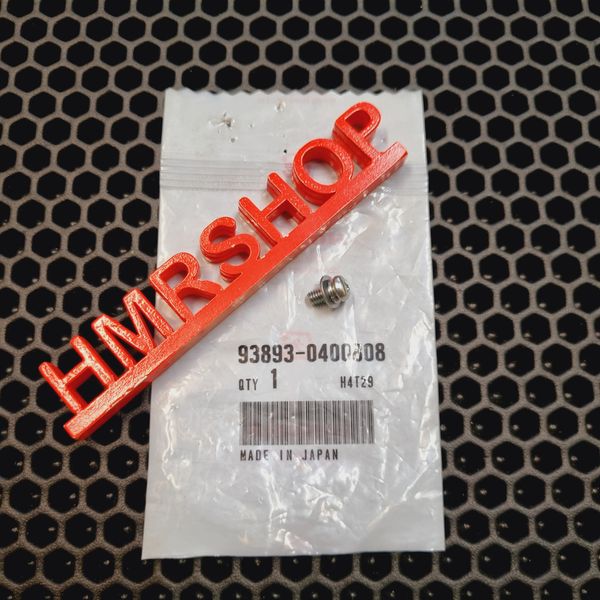 HMRSHOP
93893-0400808
QTY 1 H4T29
MADE IN JAPAN